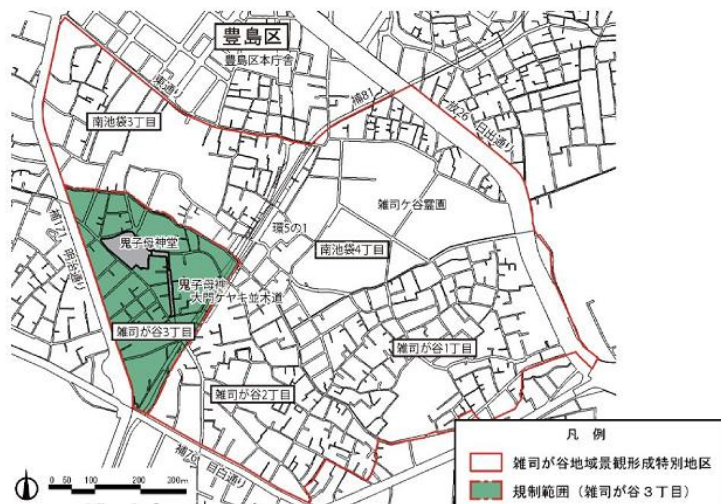 豊島区
豊島区本庁舎
東通り
補81
放26 日出通り
南池袋3丁目
雑司ケ谷霊園
環5の1
南池袋4丁目
鬼子母神堂
補172 明治通り
鬼子母神
大門ケヤキ並木道
雑司が谷3丁目
雑司が谷1丁目
雑司が谷2丁目
補76 目白通り
0 50 100 200 300m
凡 例
雑司が谷地域景観形成特別地区
規制範囲（雑司が谷３丁目）